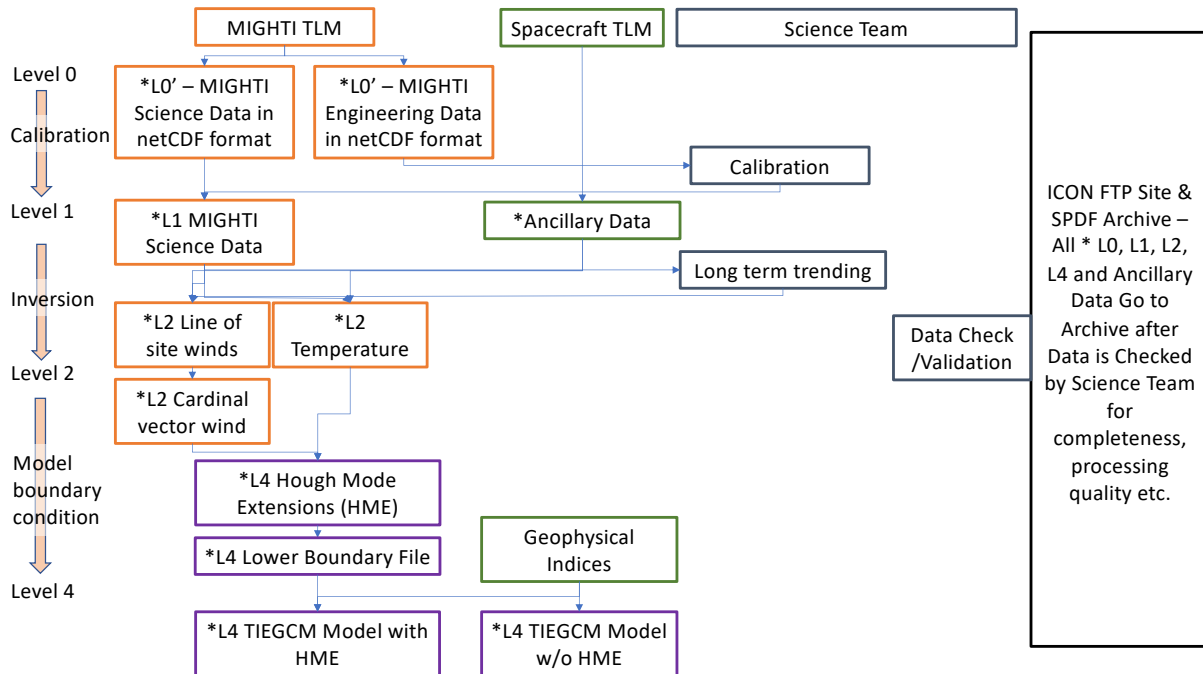 MIGHTI TLM
Spacecraft TLM
Science Team
Level 0
Calibration
Level 1
Inversion
Level 2
Model
boundary
condition
Level 4
*L0’ – MIGHTI
Science Data in
netCDF format
*L0’ – MIGHTI
Engineering Data
in netCDF format
Calibration
*L1 MIGHTI
Science Data
*Ancillary Data
Long term trending
*L2 Line of
site winds
*L2
Temperature
Data Check
/Validation
*L2 Cardinal
vector wind
*L4 Hough Mode
Extensions (HME)
*L4 Lower Boundary File
Geophysical
Indices
*L4 TIEGCM Model with
HME
*L4 TIEGCM Model
w/o HME
ICON FTP Site &
SPDF Archive –
All * L0, L1, L2,
L4 and Ancillary
Data Go to
Archive after
Data is Checked
by Science Team
for
completeness,
processing
quality etc.